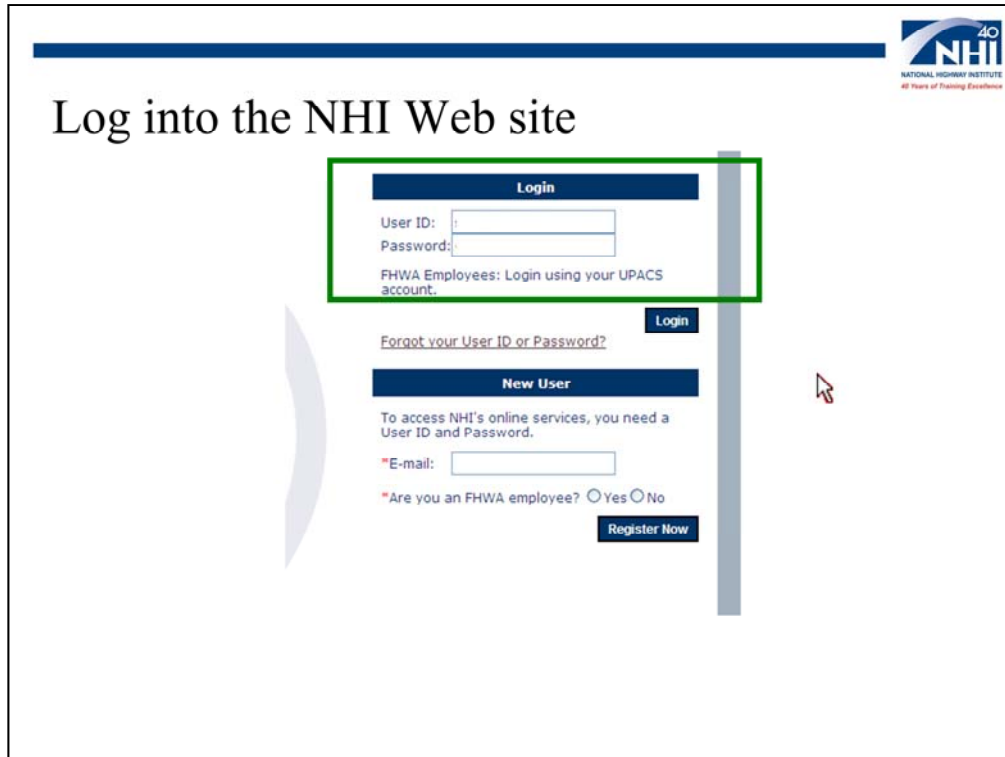 40
NHI
NATIONAL HIGHWAY INSTITUTE
40 Years of Training Excellence
Log into the NHI Web site
Login
User ID:
Password:
FHWA Employees: Login using your UPACS
account.
Login
Forgot your User ID or Password?
New User
To access NHI's online services, you need a
User ID and Password.
*E-mail:
*Are you an FHWA employee? Yes No
Register Now